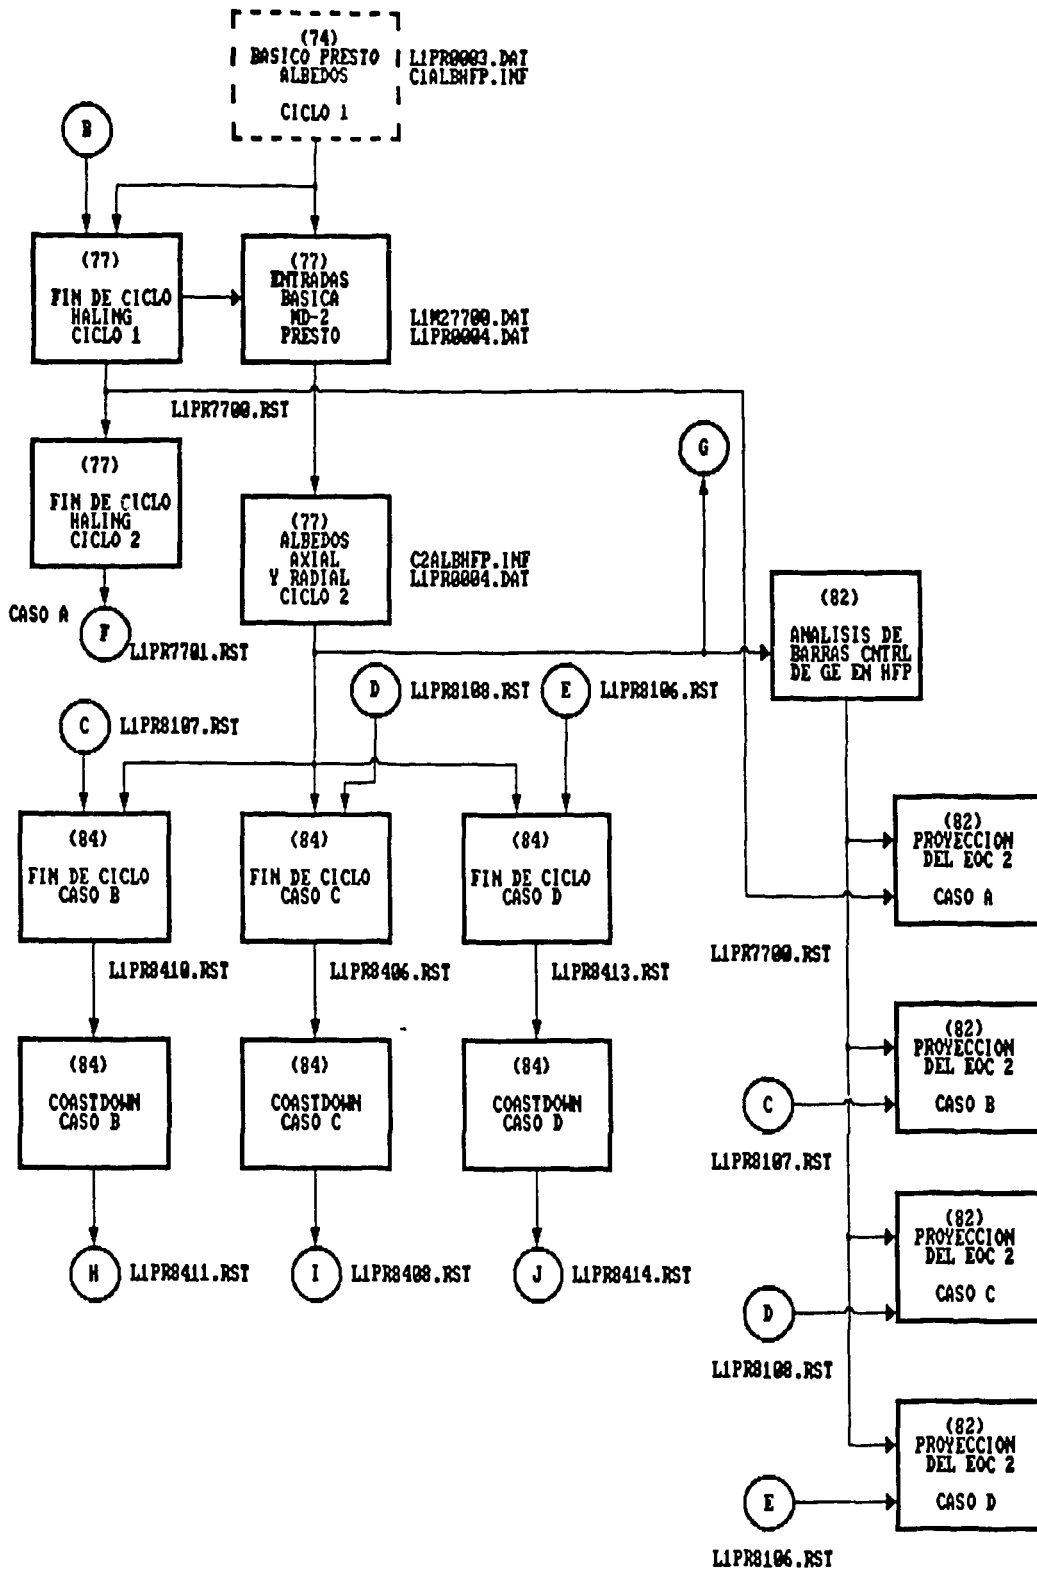 (74)
BASICO PRESTO
ALBEDOS
CICLO 1
L1PR0003.DAT
C1ALBHFP.INF
B
(77)
FIN DE CICLO
HALING
CICLO 1
(77)
ENTRADAS
BASICA
MD-2
PRESTO
L1M27700.DAT
L1PR0004.DAT
L1PR7700.RST
(77)
FIN DE CICLO
HALING
CICLO 2
G
(77)
ALBEDOS
AXIAL
Y RADIAL
CICLO 2
C2ALBHFP.INF
L1PR0004.DAT
CASO A
F
L1PR7701.RST
(82)
ANALISIS DE
BARRAS CNTRL
DE GE EN HFP
D
L1PR8108.RST
E
L1PR8106.RST
C
L1PR8107.RST
(84)
FIN DE CICLO
CASO B
(84)
FIN DE CICLO
CASO C
(84)
FIN DE CICLO
CASO D
(82)
PROYECCION
DEL EOC 2
CASO A
L1PR7700.RST
L1PR8410.RST
L1PR8406.RST
L1PR8413.RST
(84)
COASTDOWN
CASO B
(84)
COASTDOWN
CASO C
(84)
COASTDOWN
CASO D
(82)
PROYECCION
DEL EOC 2
CASO B
C
L1PR8107.RST
H
L1PR8411.RST
I
L1PR8408.RST
J
L1PR8414.RST
(82)
PROYECCION
DEL EOC 2
CASO C
D
L1PR8108.RST
(82)
PROYECCION
DEL EOC 2
CASO D
E
L1PR8106.RST